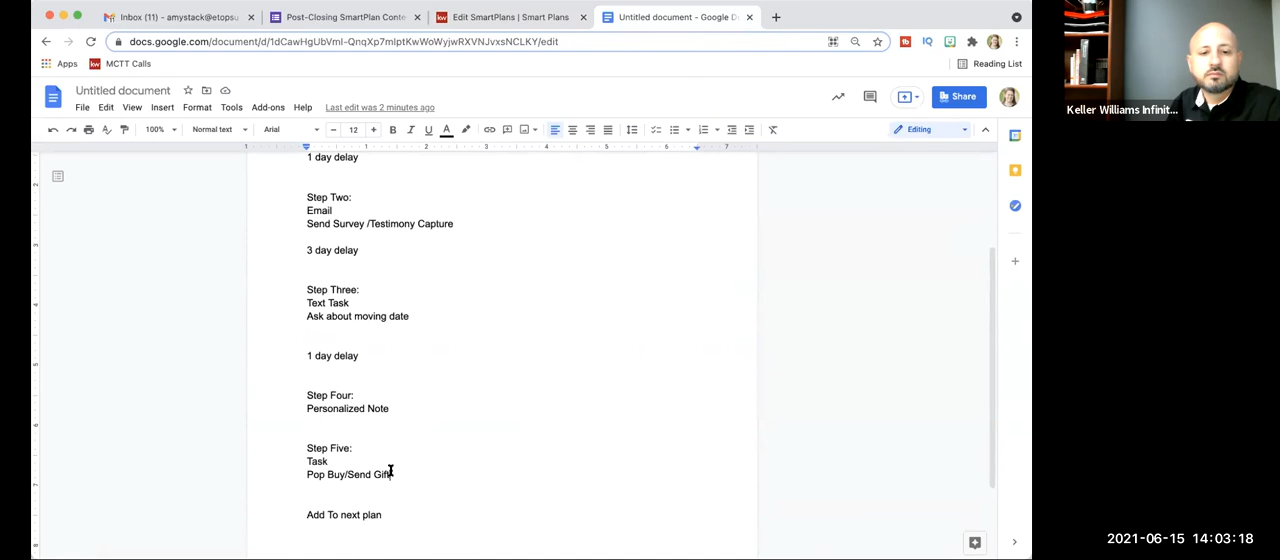 Inbox (11) - amystack@etopsu
Post-Closing SmartPlan Conte
Edit SmartPlans | Smart Plans
Untitled document - Google D
docs.google.com/document/d/1dCawHgUbVmI-QnqXp7mIptKwWoWyjwRXVNJvxsNCLKY/edit
Apps
MCTT Calls
Reading List
Untitled document
File Edit View Insert Format Tools Add-ons Help Last edit was 2 minutes ago
Share
100% Normal text Arial 12 Editing
1 day delay
Step Two:
Email
Send Survey /Testimony Capture
3 day delay
Step Three:
Text Task
Ask about moving date
1 day delay
Step Four:
Personalized Note
Step Five:
Task
Pop Buy/Send Gift
Add To next plan
Keller Williams Infinit...
2021-06-15 14:03:18